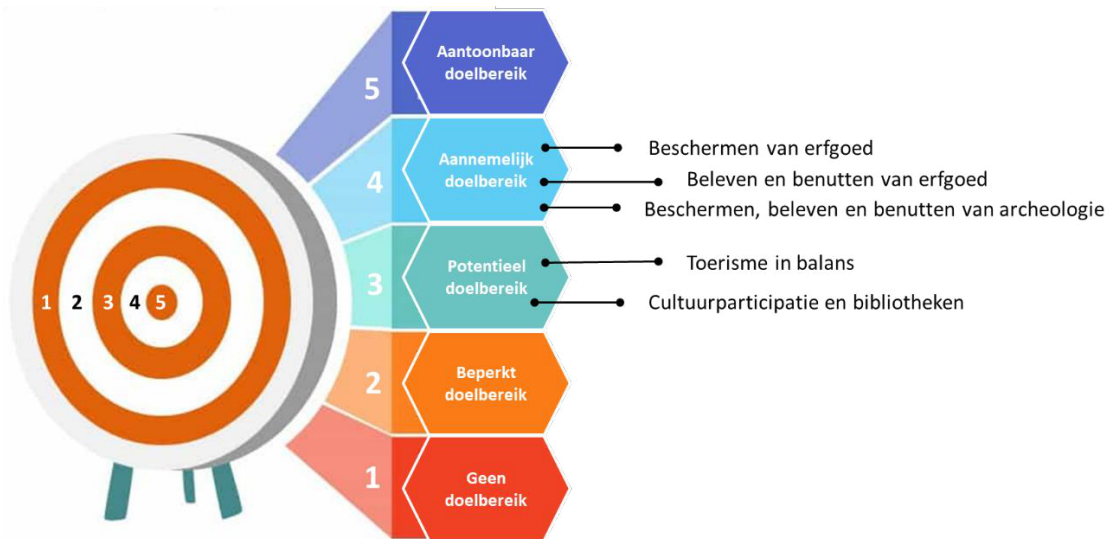 5
Aantoonbaar
doelbereik
4
Aannemelijk
doelbereik
Beschermen van erfgoed
Beleven en benutten van erfgoed
Beschermen, beleven en benutten van archeologie
3
Potentieel
doelbereik
Toerisme in balans
Cultuurparticipatie en bibliotheken
1 2 3 4 5
2
Beperkt
doelbereik
1
Geen
doelbereik